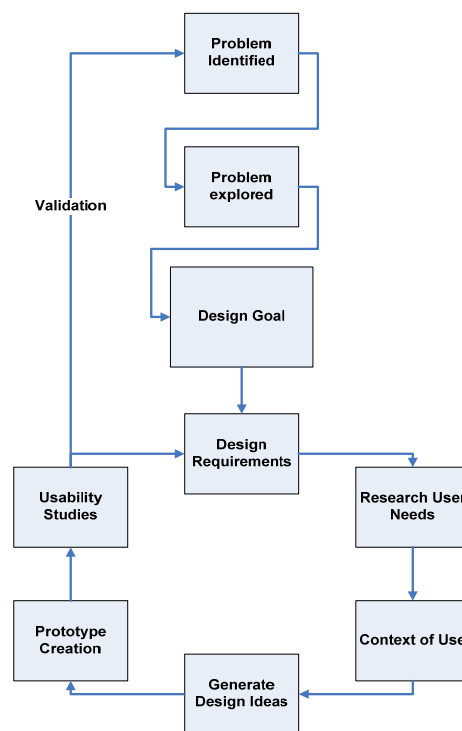 Problem
Identified
Problem
explored
Validation
Design Goal
Design
Requirements
Usability
Studies
Research User
Needs
Prototype
Creation
Context of Use
Generate
Design Ideas